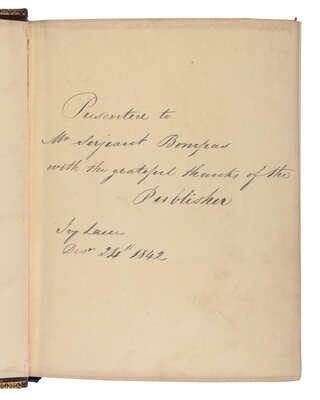 Presented to
Mr Serjeant Bompas
with the grateful thanks of the
Publisher
Ivy Lane
Decr 24th 1842